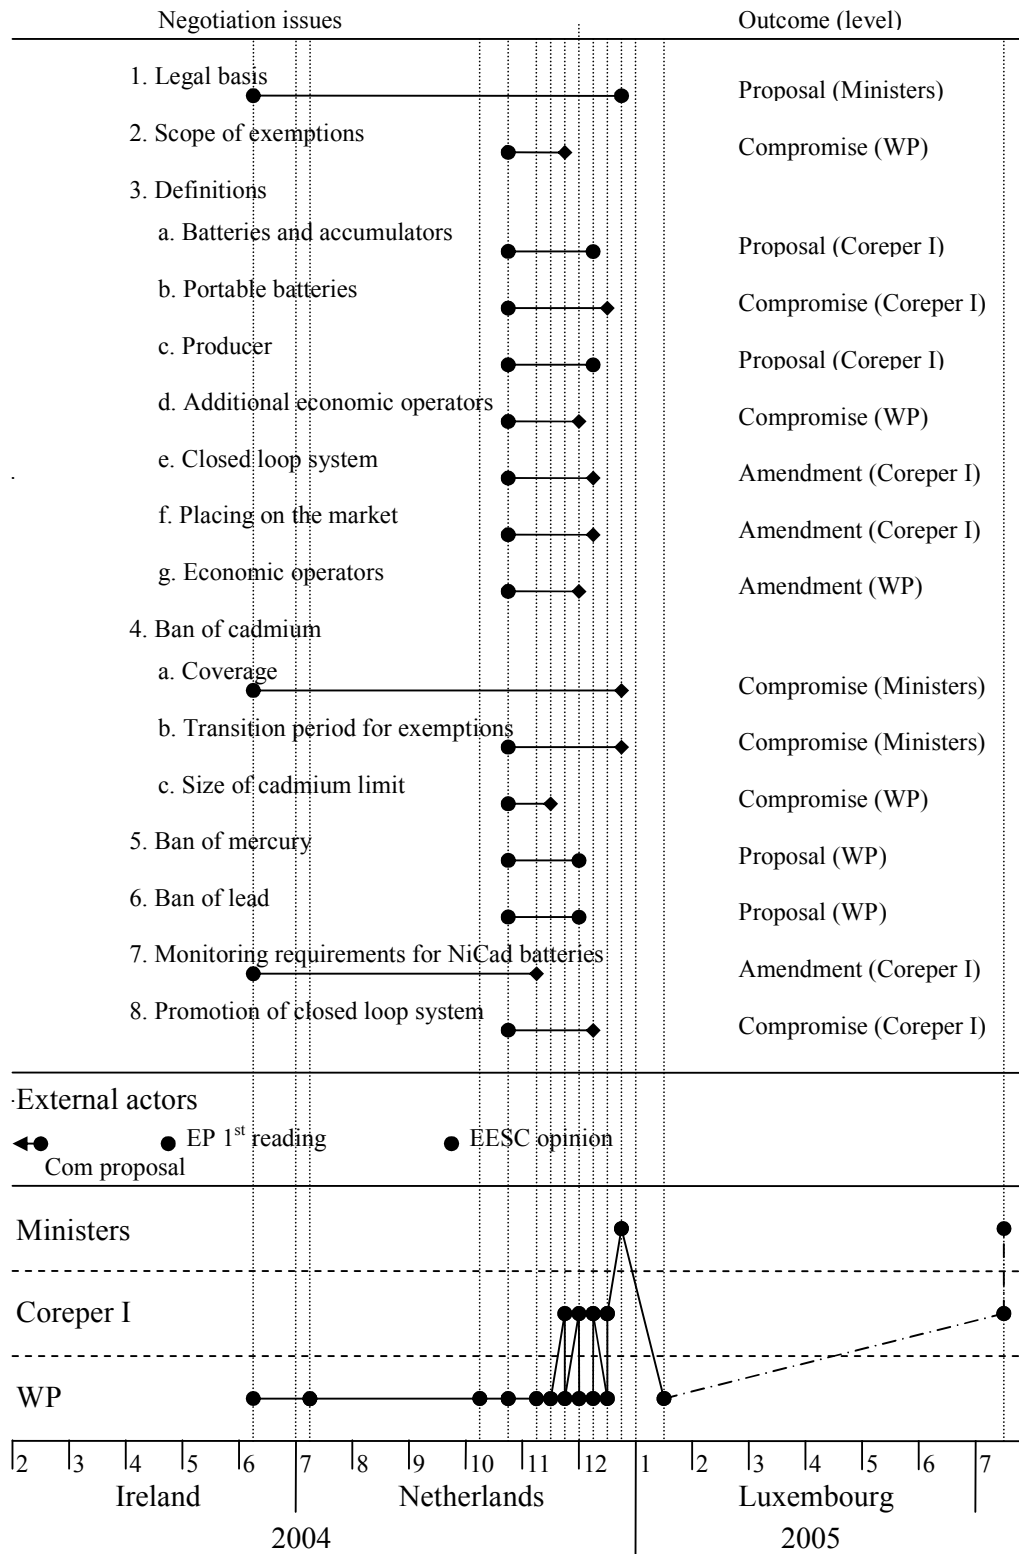 Negotiation issues Outcome (level)
1. Legal basis Proposal (Ministers)
2. Scope of exemptions Compromise (WP)
3. Definitions
a. Batteries and accumulators Proposal (Coreper I)
b. Portable batteries Compromise (Coreper I)
c. Producer Proposal (Coreper I)
d. Additional economic operators Compromise (WP)
e. Closed loop system Amendment (Coreper I)
f. Placing on the market Amendment (Coreper I)
g. Economic operators Amendment (WP)
4. Ban of cadmium
a. Coverage Compromise (Ministers)
b. Transition period for exemptions Compromise (Ministers)
c. Size of cadmium limit Compromise (WP)
5. Ban of mercury Proposal (WP)
6. Ban of lead Proposal (WP)
7. Monitoring requirements for NiCad batteries Amendment (Coreper I)
8. Promotion of closed loop system Compromise (Coreper I)
External actors
EP 1st reading EESC opinion
Com proposal
Ministers
Coreper I
WP
2 3 4 5 6 7 8 9 10 11 12 1 2 3 4 5 6 7
Ireland Netherlands Luxembourg
2004 2005